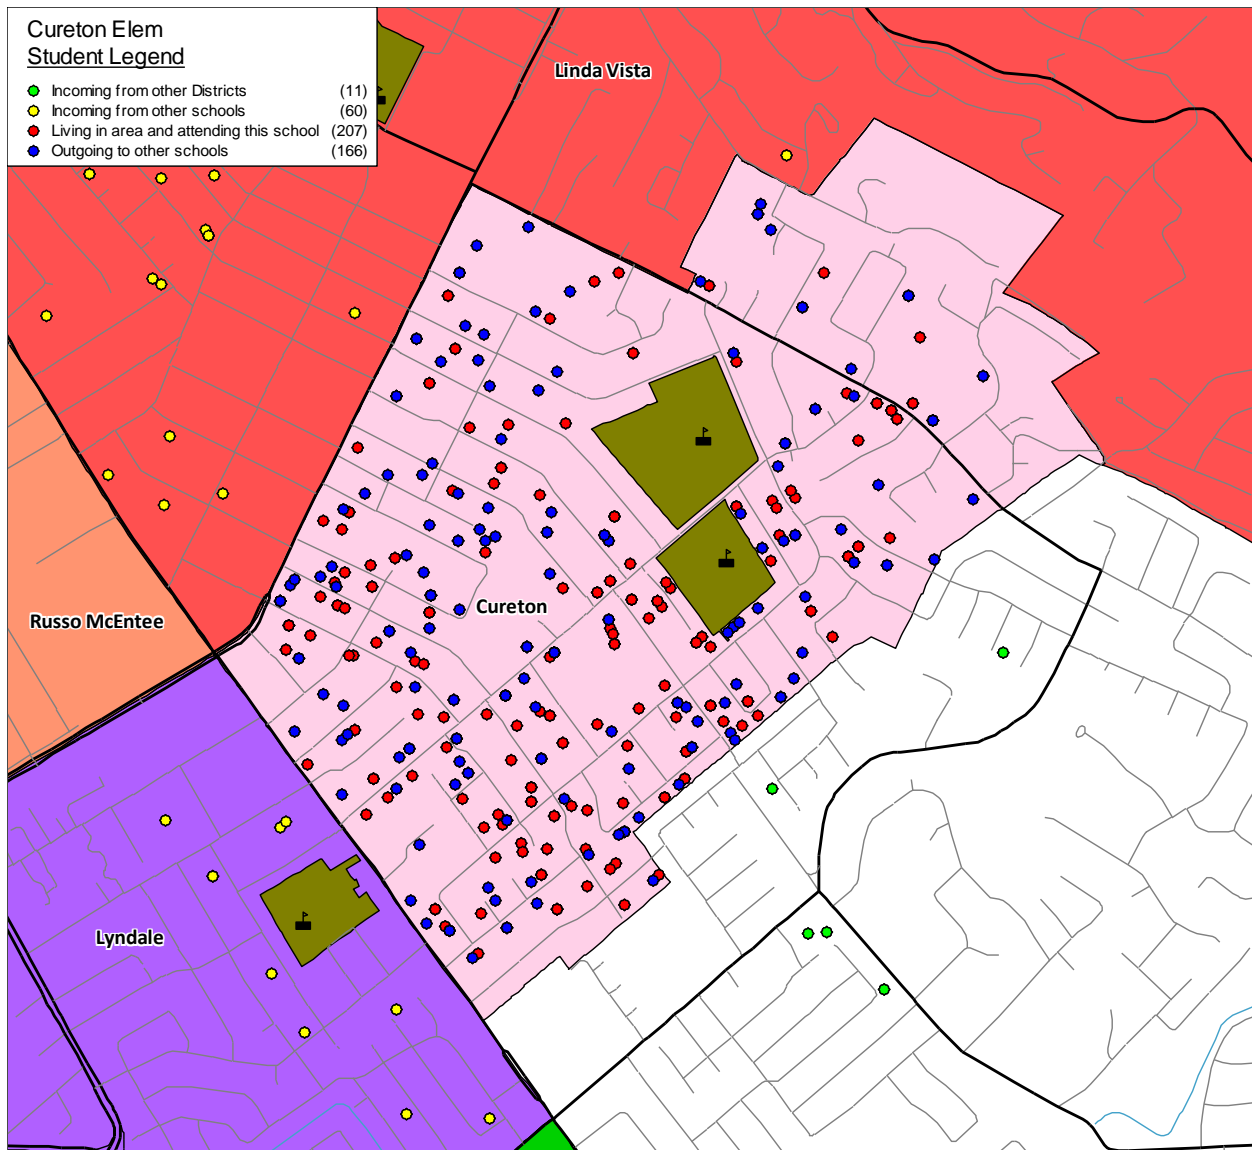 Cureton Elem
Student Legend
Incoming from other Districts (11)
Incoming from other schools (60)
Living in area and attending this school (207)
Outgoing to other schools (166)
Linda Vista
Cureton
Russo McEntee
Lyndale